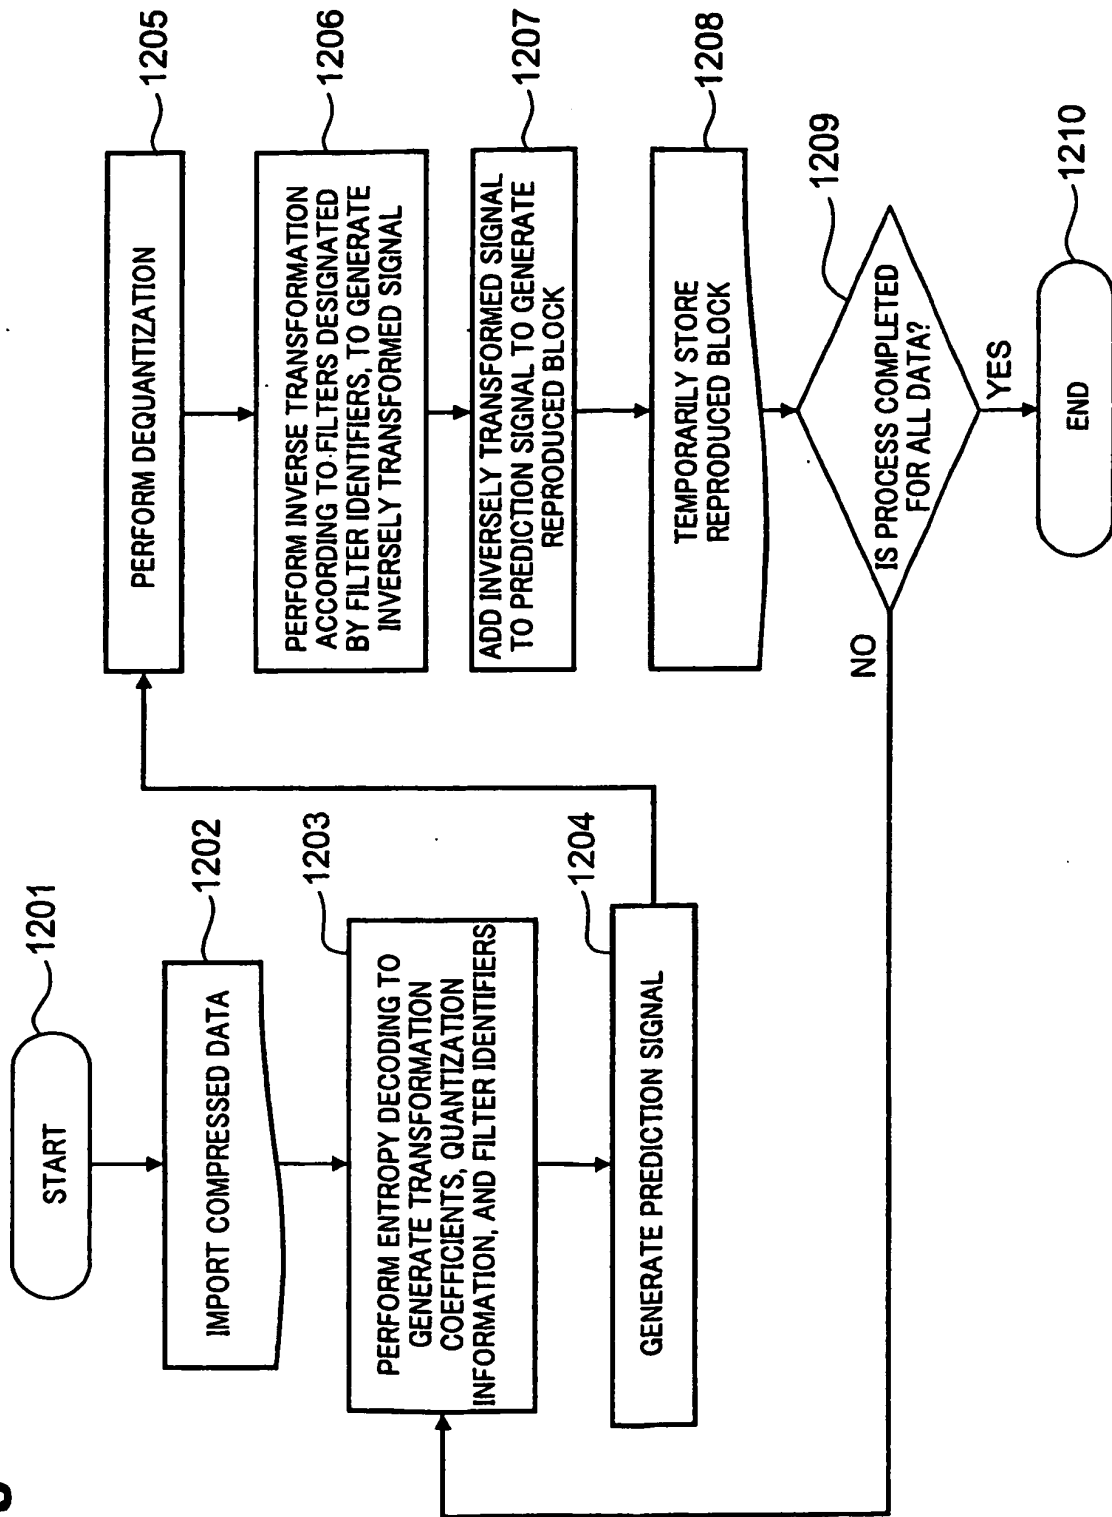 START
1201
IMPORT COMPRESSED DATA
1202
PERFORM ENTROPY DECODING TO
GENERATE TRANSFORMATION
COEFFICIENTS, QUANTIZATION
INFORMATION, AND FILTER IDENTIFIERS
1203
GENERATE PREDICTION SIGNAL
1204
PERFORM DEQUANTIZATION
1205
PERFORM INVERSE TRANSFORMATION
ACCORDING TO FILTERS DESIGNATED
BY FILTER IDENTIFIERS, TO GENERATE
INVERSELY TRANSFORMED SIGNAL
1206
ADD INVERSELY TRANSFORMED SIGNAL
TO PREDICTION SIGNAL TO GENERATE
REPRODUCED BLOCK
1207
TEMPORARILY STORE
REPRODUCED BLOCK
1208
IS PROCESS COMPLETED
FOR ALL DATA?
1209
NO
YES
END
1210